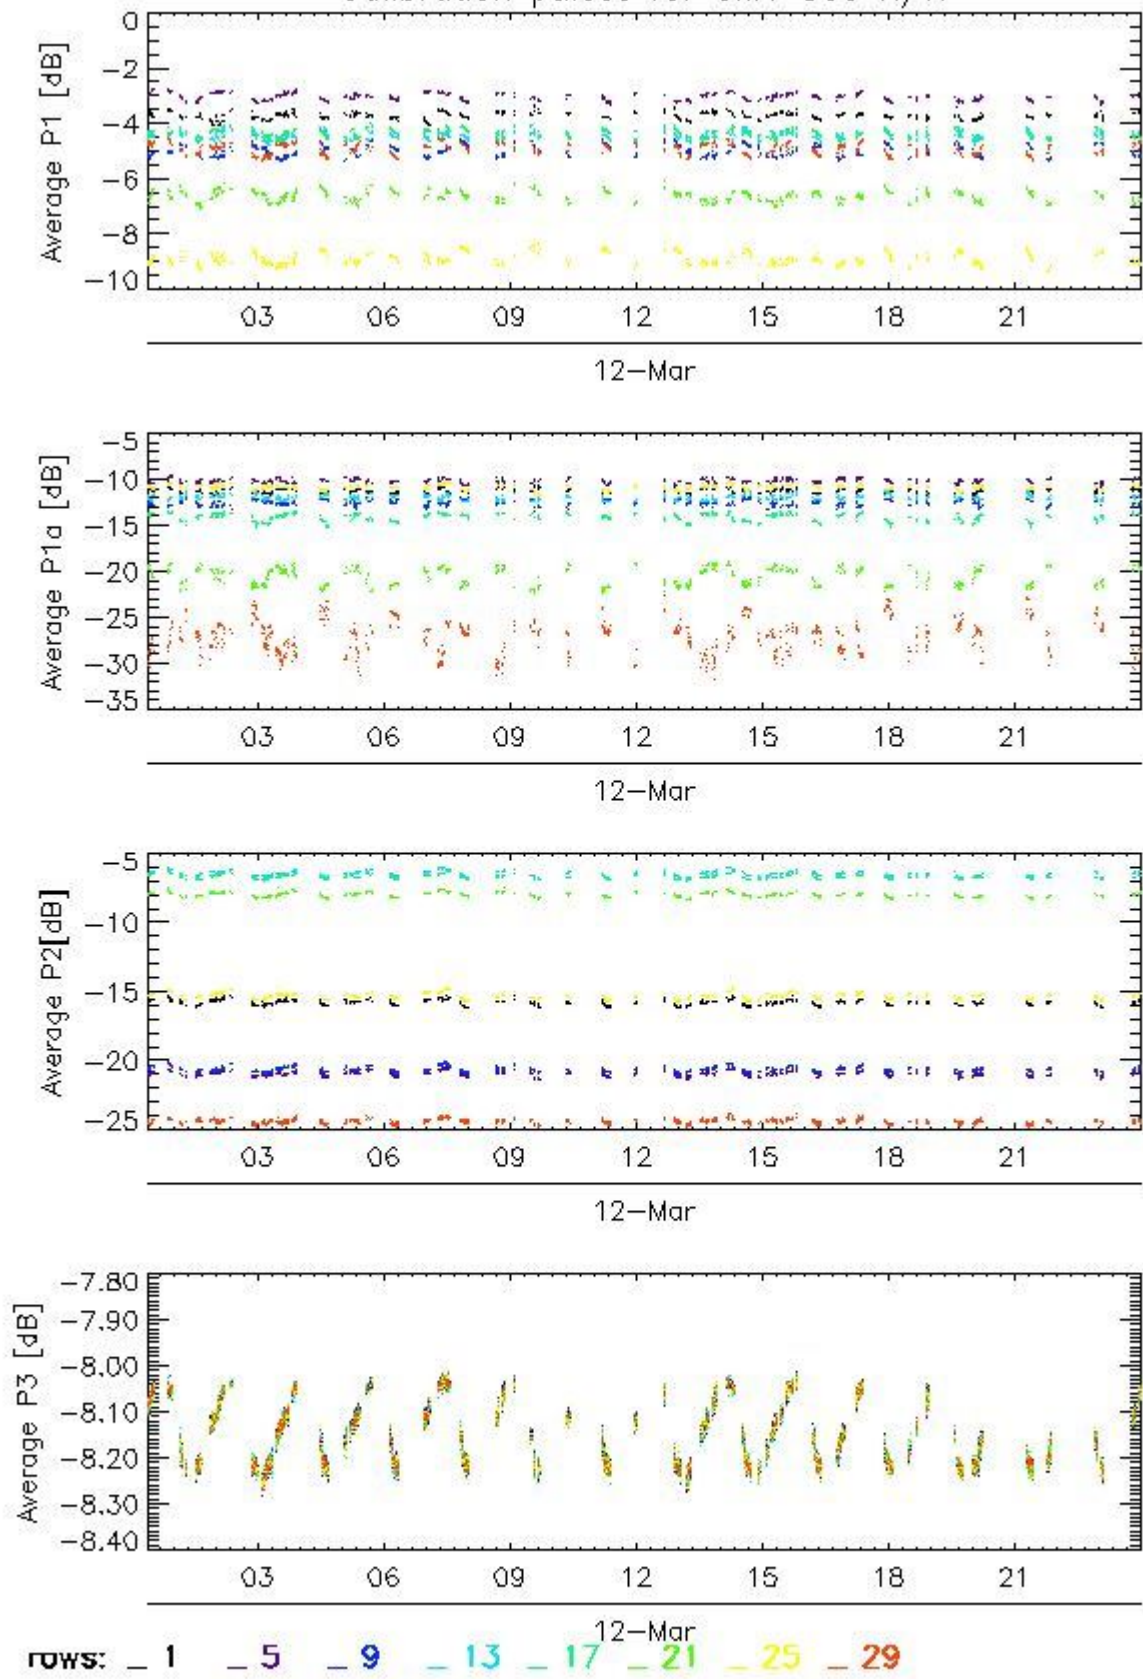 Average P1 [dB]
0
−2
−4
−6
−8
−10
03 06 09 12 15 18 21
12−Mar
Average P1a [dB]
−5
−10
−15
−20
−25
−30
−35
03 06 09 12 15 18 21
12−Mar
Average P2[dB]
−5
−10
−15
−20
−25
03 06 09 12 15 18 21
12−Mar
Average P3 [dB]
−7.80
−7.90
−8.00
−8.10
−8.20
−8.30
−8.40
03 06 09 12 15 18 21
12−Mar
rows: _ 1 _ 5 _ 9 _ 13 _ 17 _ 21 _ 25 _ 29